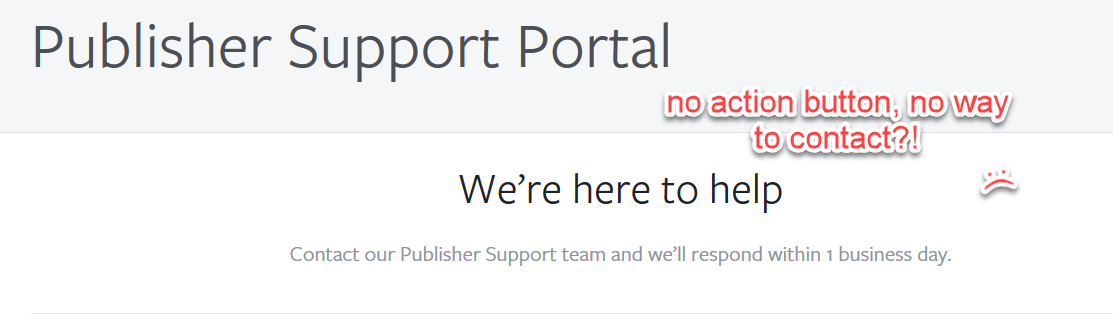 Publisher Support Portal
no action button, no way
to contact?!
We’re here to help
:(
Contact our Publisher Support team and we’ll respond within 1 business day.